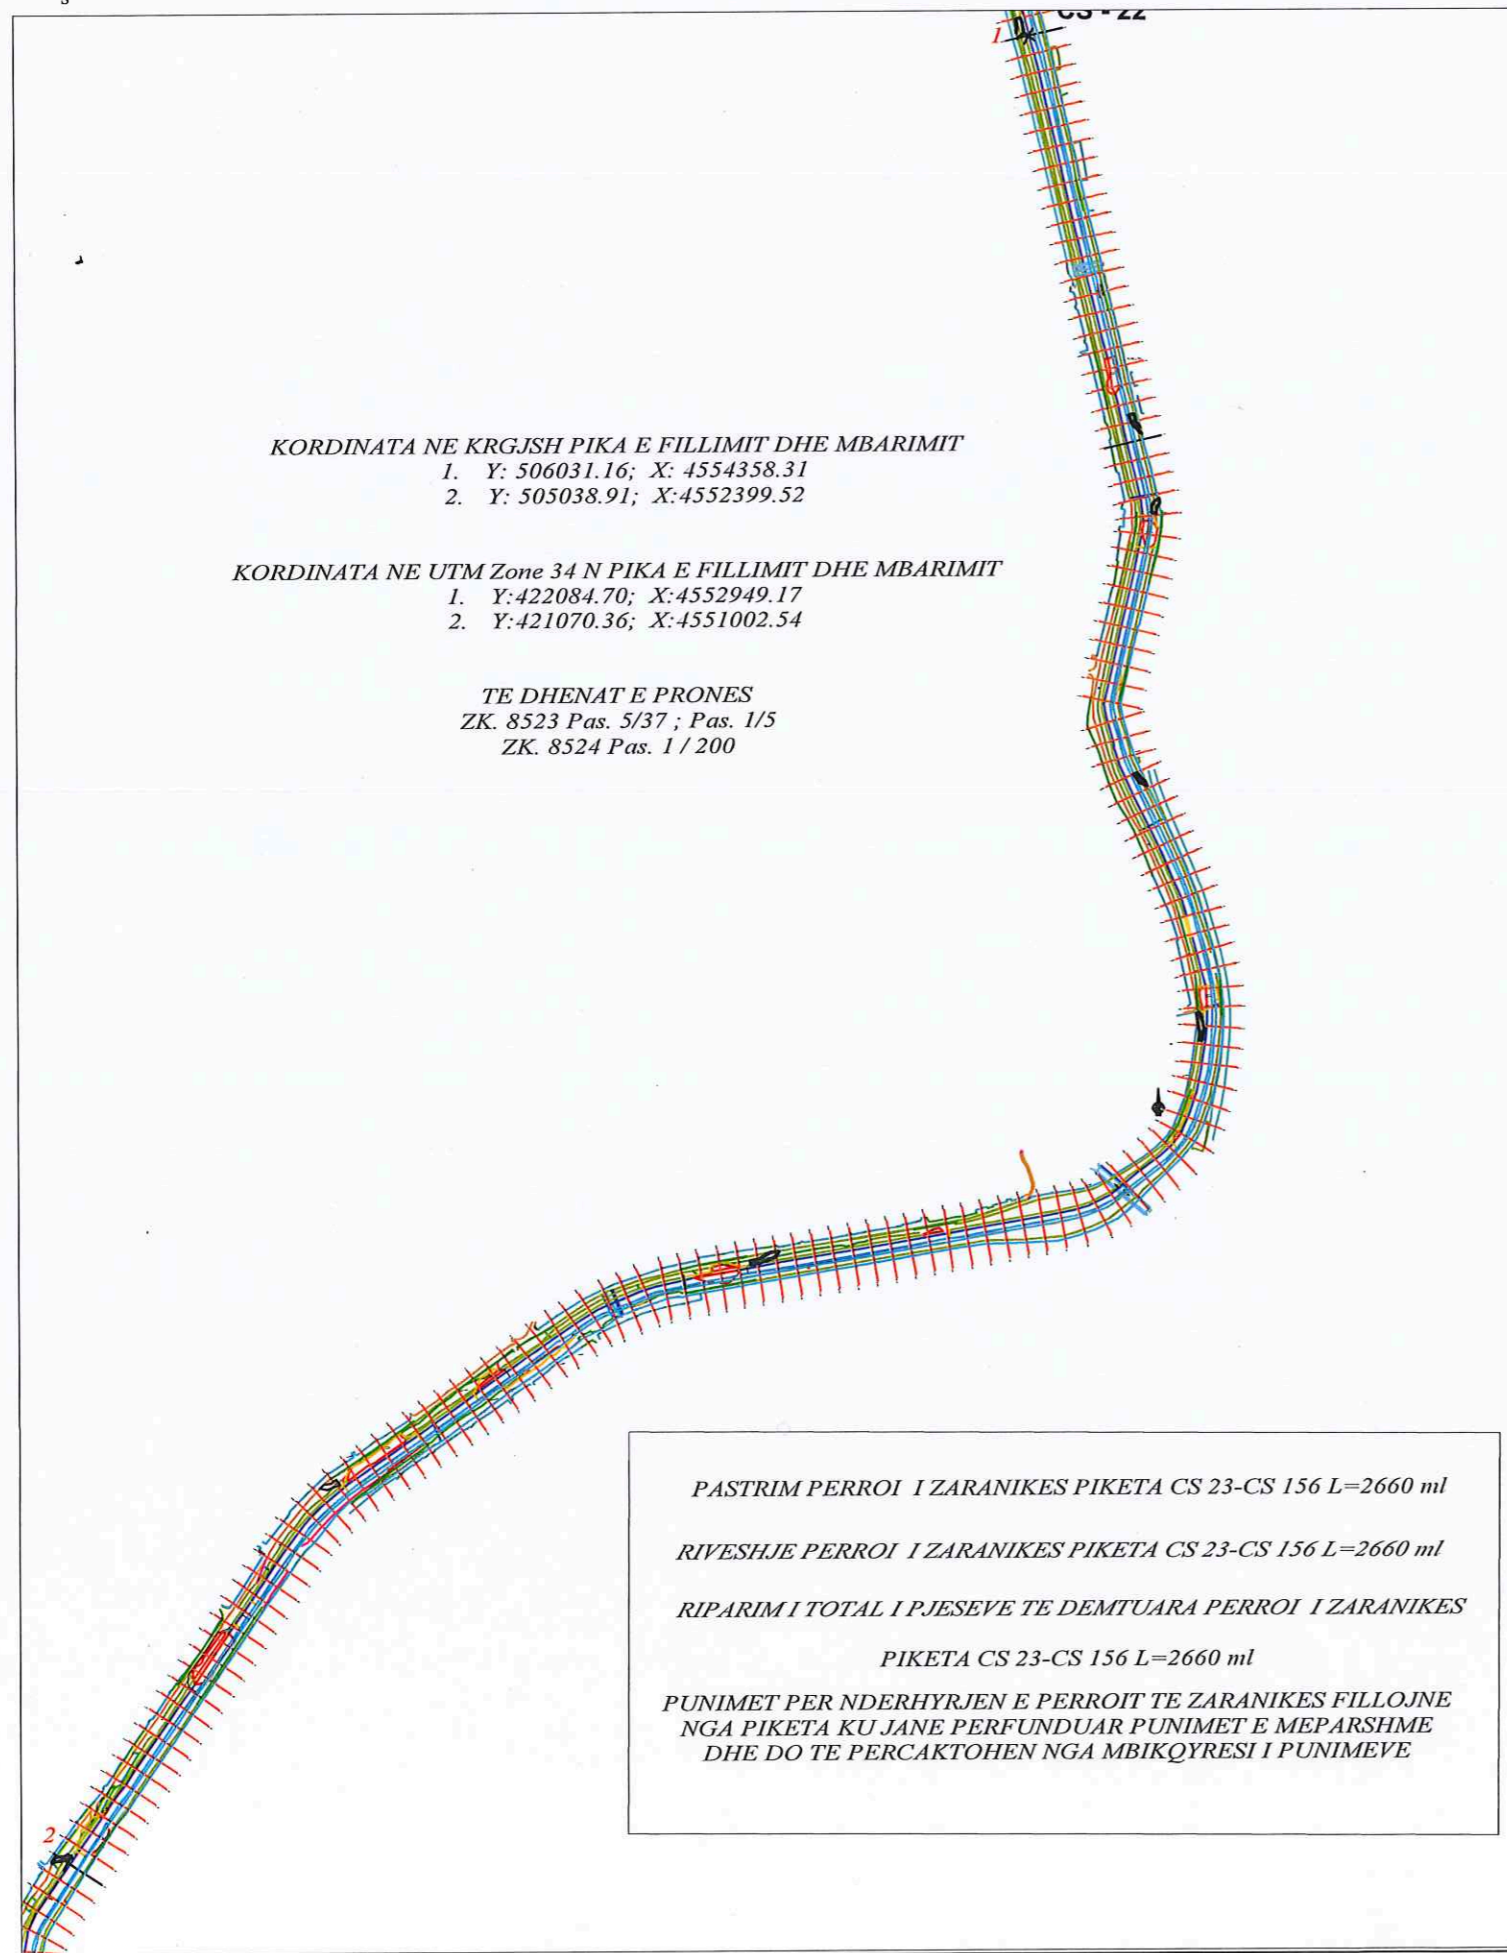 CS - 22
1
KORDINATA NE KRGJSH PIKA E FILLIMIT DHE MBARIMIT
1. Y: 506031.16; X: 4554358.31
2. Y: 505038.91; X:4552399.52
KORDINATA NE UTM Zone 34 N PIKA E FILLIMIT DHE MBARIMIT
1. Y:422084.70; X:4552949.17
2. Y:421070.36; X:4551002.54
TE DHENAT E PRONES
ZK. 8523 Pas. 5/37 ; Pas. 1/5
ZK. 8524 Pas. 1 / 200
PASTRIM PERROI I ZARANIKES PIKETA CS 23-CS 156 L=2660 ml
RIVESHJE PERROI I ZARANIKES PIKETA CS 23-CS 156 L=2660 ml
RIPARIM I TOTAL I PJESEVE TE DEMTUARA PERROI I ZARANIKES
PIKETA CS 23-CS 156 L=2660 ml
PUNIMET PER NDERHYRJEN E PERROIT TE ZARANIKES FILLOJNE
NGA PIKETA KU JANE PERFUNDUAR PUNIMET E MEPARSHME
DHE DO TE PERCAKTOHEN NGA MBIKQYRESI I PUNIMEVE
2